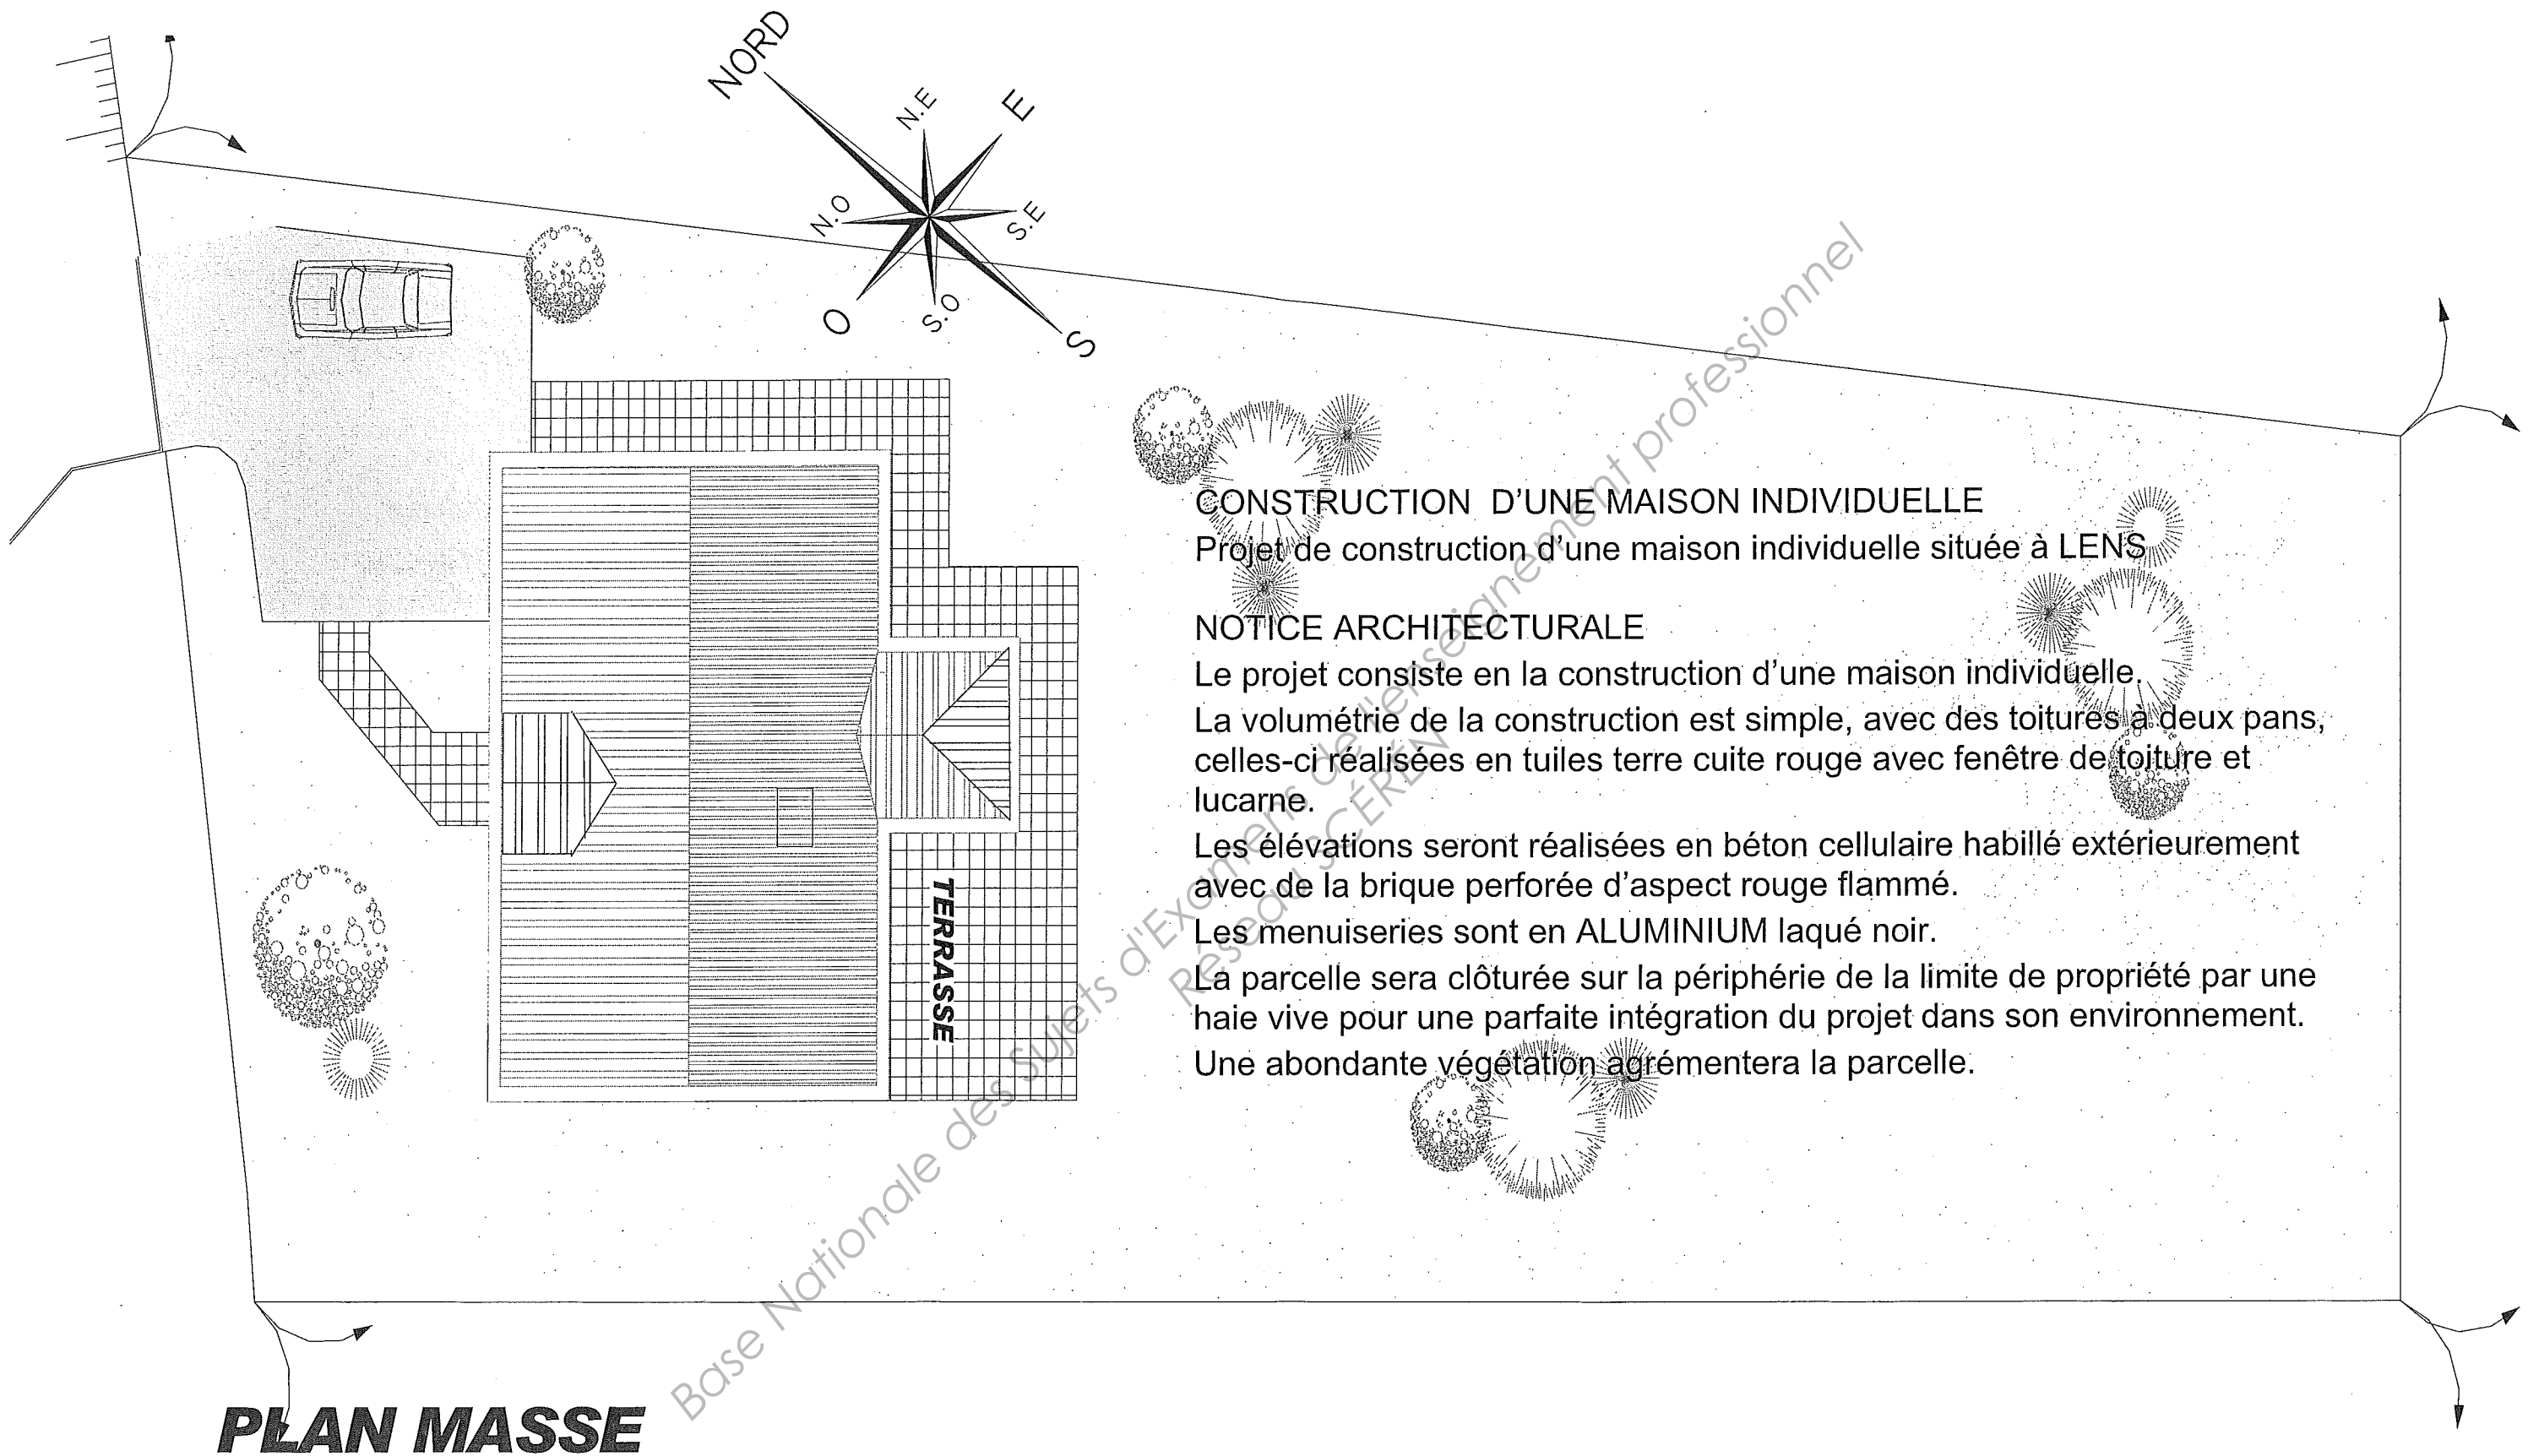 NORD
N.E
E
N.O
S.E
O
S.O
S
CONSTRUCTION D'UNE MAISON INDIVIDUELLE
Projet de construction d'une maison individuelle située à LENS
NOTICE ARCHITECTURALE
Le projet consiste en la construction d'une maison individuelle.
La volumétrie de la construction est simple, avec des toitures à deux pans,
celles-ci réalisées en tuiles terre cuite rouge avec fenêtre de toiture et
lucarne.
Les élévations seront réalisées en béton cellulaire habillé extérieurement
avec de la brique perforée d'aspect rouge flammé.
Les menuiseries sont en ALUMINIUM laqué noir.
La parcelle sera clôturée sur la périphérie de la limite de propriété par une
haie vive pour une parfaite intégration du projet dans son environnement.
Une abondante végétation agrémentera la parcelle.
TERRASSE
Base Nationale des Sujets d'Examens de l'enseignement professionnel
Réseau SCÉREN
PLAN MASSE